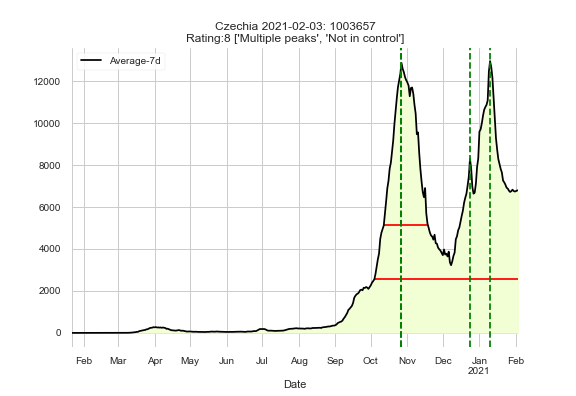 Czechia 2021-02-03: 1003657
Rating:8 ['Multiple peaks', 'Not in control']
Average-7d
12000
10000
8000
6000
4000
2000
0
Feb Mar Apr May Jun Jul Aug Sep Oct Nov Dec Jan Feb
2021
Date